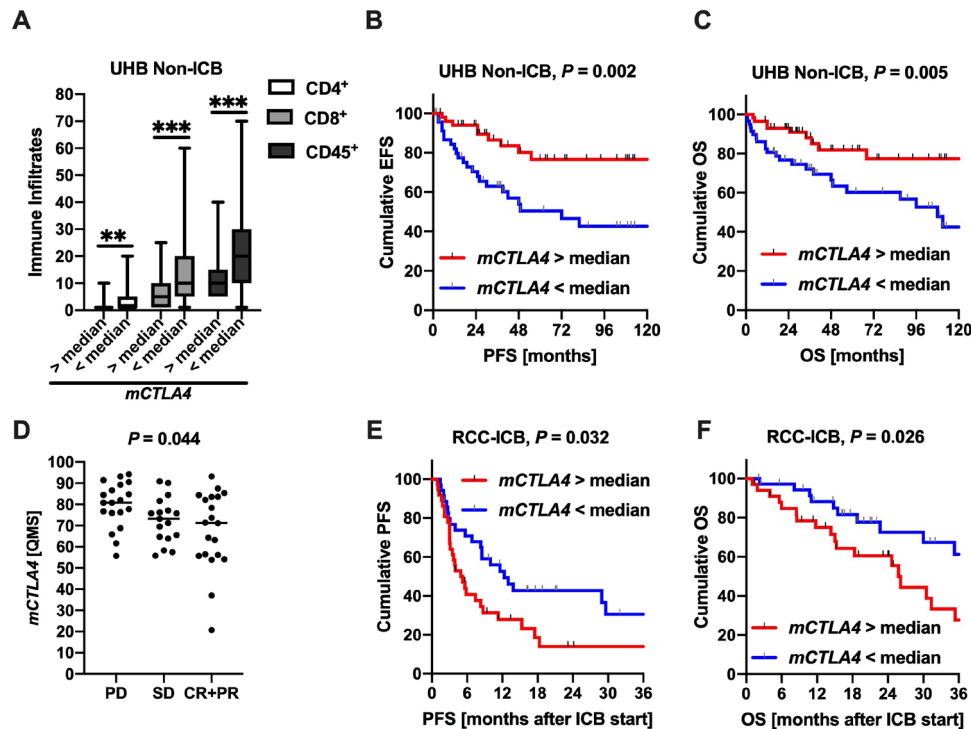 A
UHB Non-ICB
CD4+
CD8+
CD45+
Immune Infiltrates
80
70
60
50
40
30
20
10
0
**
***
***
> median
< median
> median
< median
> median
< median
mCTLA4
B
UHB Non-ICB, P = 0.002
Cumulative EFS
100
80
60
40
20
0
mCTLA4 > median
mCTLA4 < median
0 24 48 72 96 120
PFS [months]
C
UHB Non-ICB, P = 0.005
Cumulative OS
100
80
60
40
20
0
mCTLA4 > median
mCTLA4 < median
0 24 48 72 96 120
OS [months]
D
P = 0.044
mCTLA4 [QMS]
100
90
80
70
60
50
40
30
20
10
0
PD SD CR+PR
E
RCC-ICB, P = 0.032
Cumulative PFS
100
80
60
40
20
0
mCTLA4 > median
mCTLA4 < median
0 6 12 18 24 30 36
PFS [months after ICB start]
F
RCC-ICB, P = 0.026
Cumulative OS
100
80
60
40
20
0
mCTLA4 > median
mCTLA4 < median
0 6 12 18 24 30 36
OS [months after ICB start]